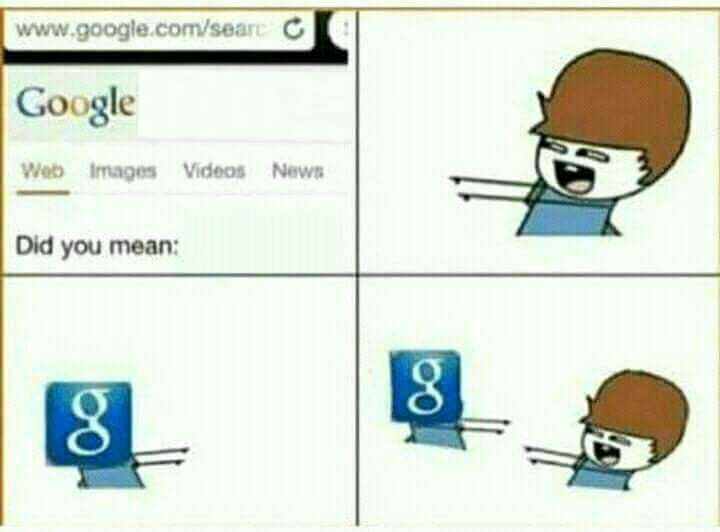 www.google.com/searc
Google
Web Images Videos News
Did you mean:
g
g